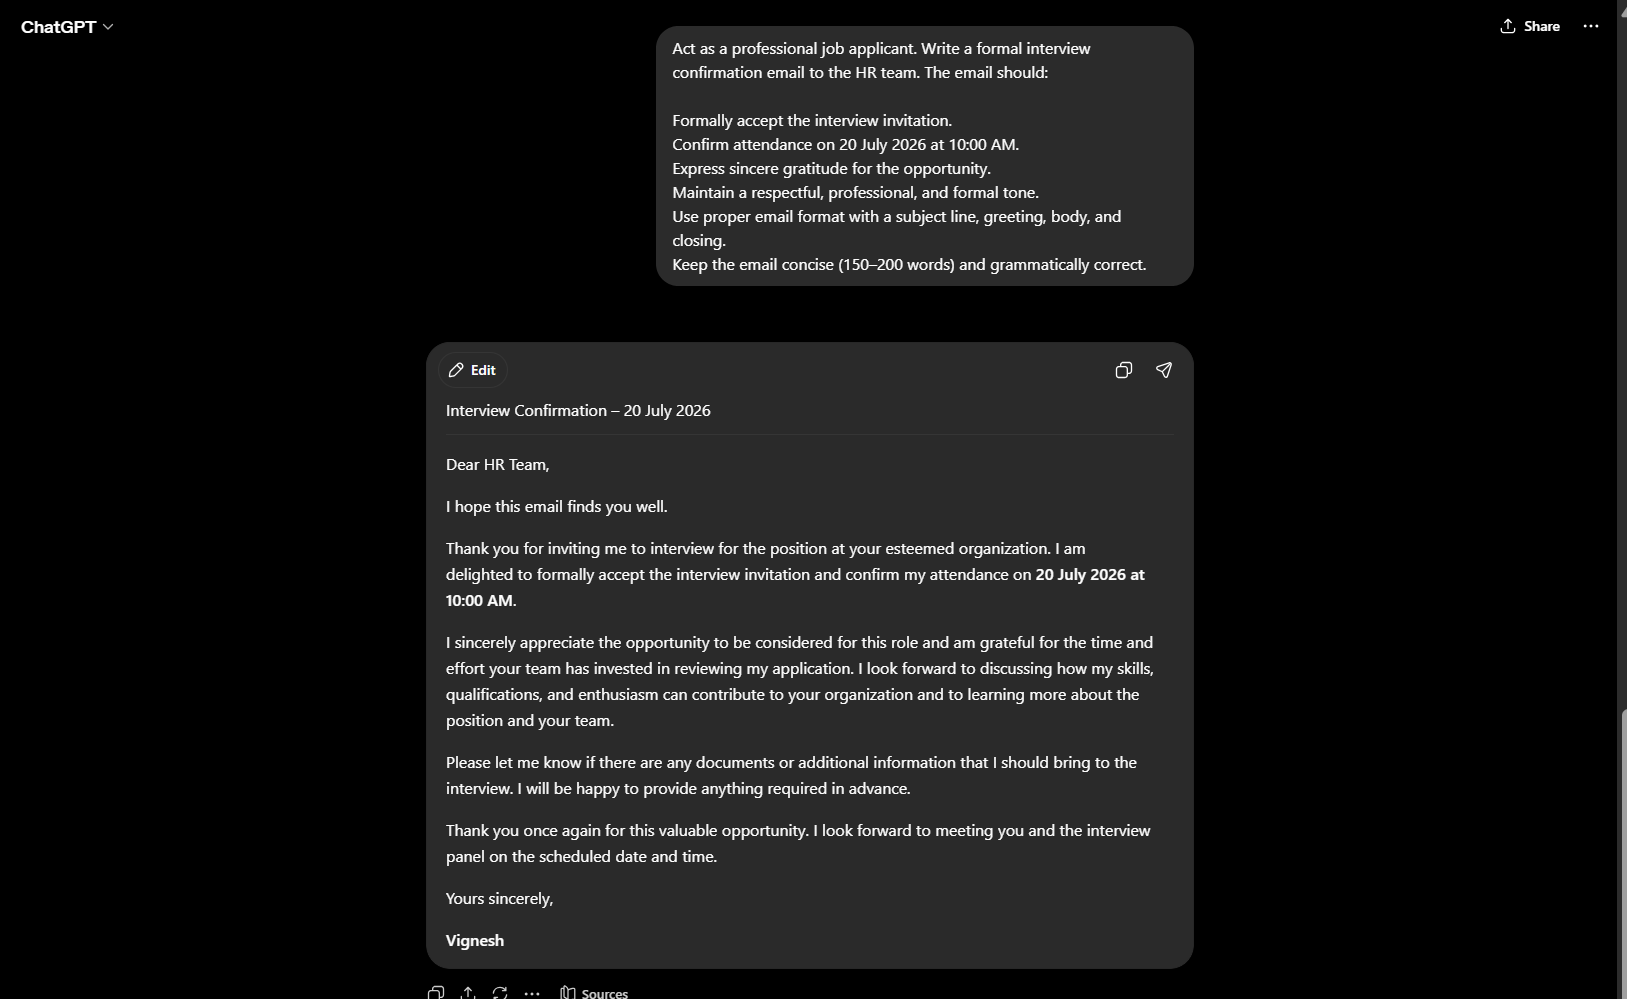 ChatGPT
Share
Act as a professional job applicant. Write a formal interview
confirmation email to the HR team. The email should:
Formally accept the interview invitation.
Confirm attendance on 20 July 2026 at 10:00 AM.
Express sincere gratitude for the opportunity.
Maintain a respectful, professional, and formal tone.
Use proper email format with a subject line, greeting, body, and
closing.
Keep the email concise (150–200 words) and grammatically correct.
Edit
Interview Confirmation – 20 July 2026
Dear HR Team,
I hope this email finds you well.
Thank you for inviting me to interview for the position at your esteemed organization. I am
delighted to formally accept the interview invitation and confirm my attendance on 20 July 2026 at
10:00 AM.
I sincerely appreciate the opportunity to be considered for this role and am grateful for the time and
effort your team has invested in reviewing my application. I look forward to discussing how my skills,
qualifications, and enthusiasm can contribute to your organization and to learning more about the
position and your team.
Please let me know if there are any documents or additional information that I should bring to the
interview. I will be happy to provide anything required in advance.
Thank you once again for this valuable opportunity. I look forward to meeting you and the interview
panel on the scheduled date and time.
Yours sincerely,
Vignesh
Sources